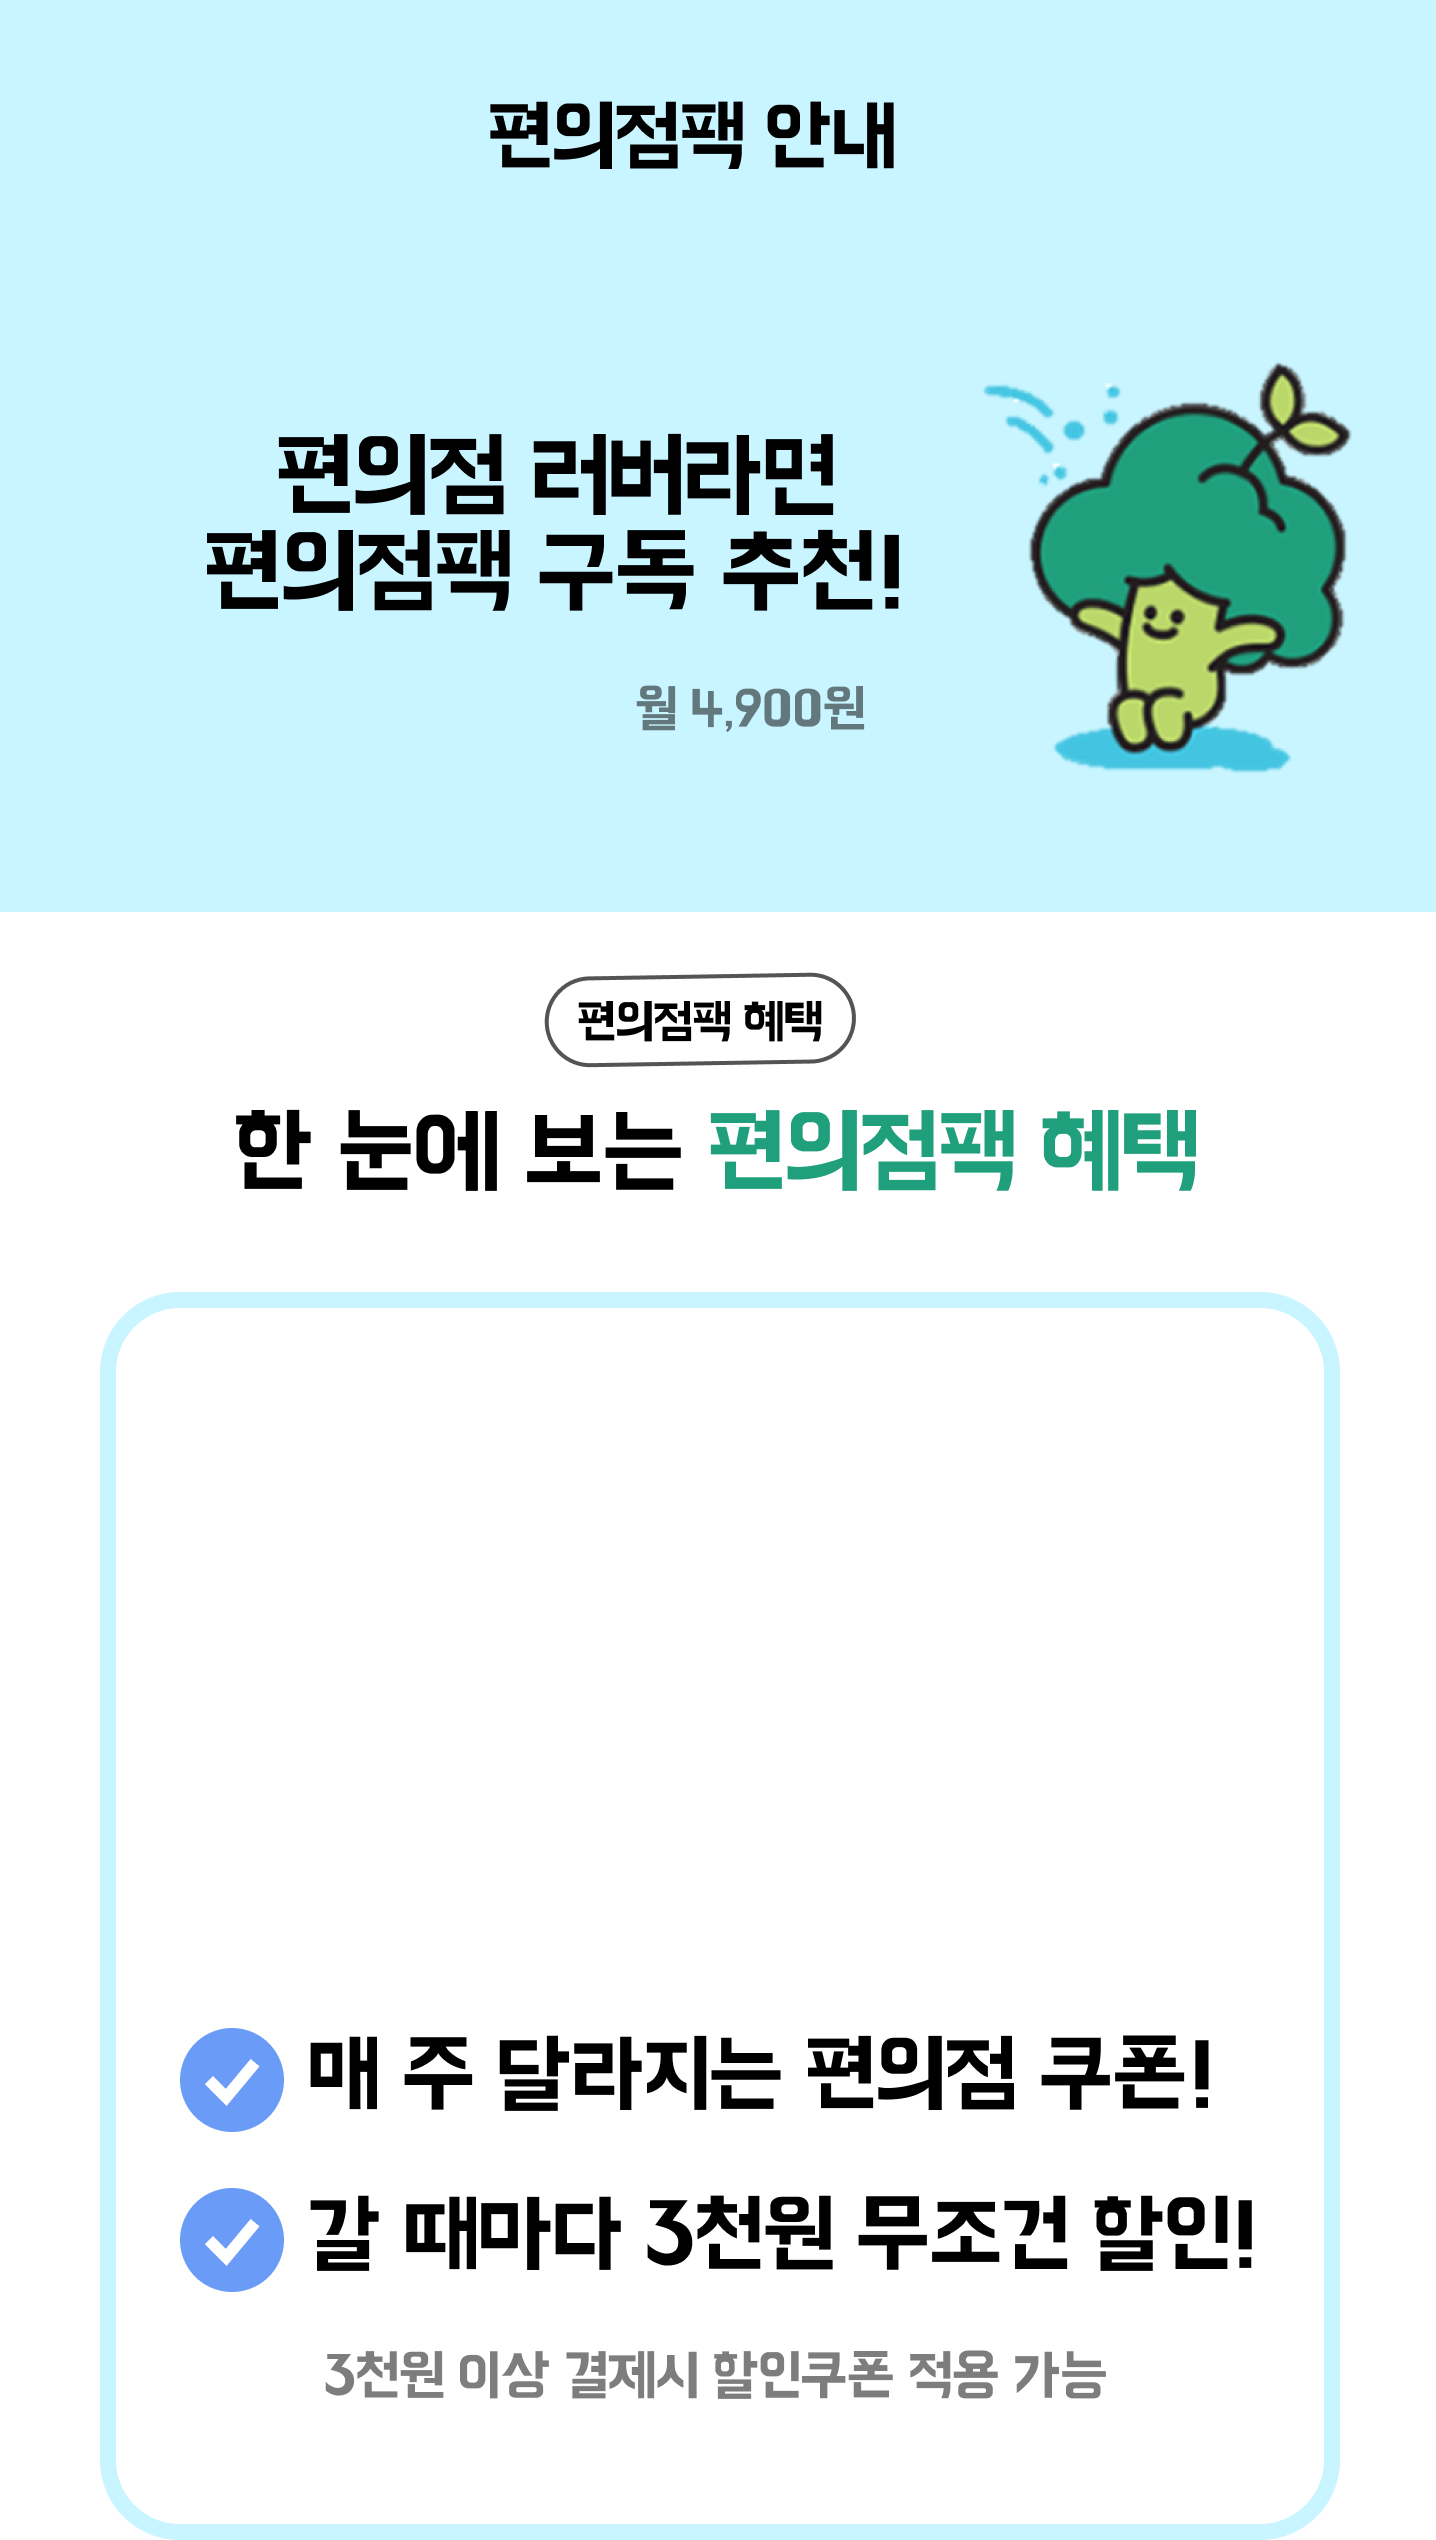 편의점팩 안내
편의점 러버라면
편의점팩 구독 추천!
월 4,900원
편의점팩 혜택
한 눈에 보는 편의점팩 혜택
매 주 달라지는 편의점 쿠폰!
갈 때마다 3천원 무조건 할인!
3천원 이상 결제시 할인쿠폰 적용 가능